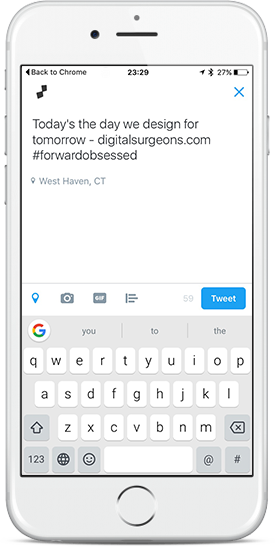 Back to Chrome 23:29 27%
Today's the day we design for
tomorrow - digitalsurgeons.com
#forwardobsessed
West Haven, CT
GIF 59 Tweet
G you to the
q w e r t y u i o p
a s d f g h j k l
z x c v b n m
123 @ #